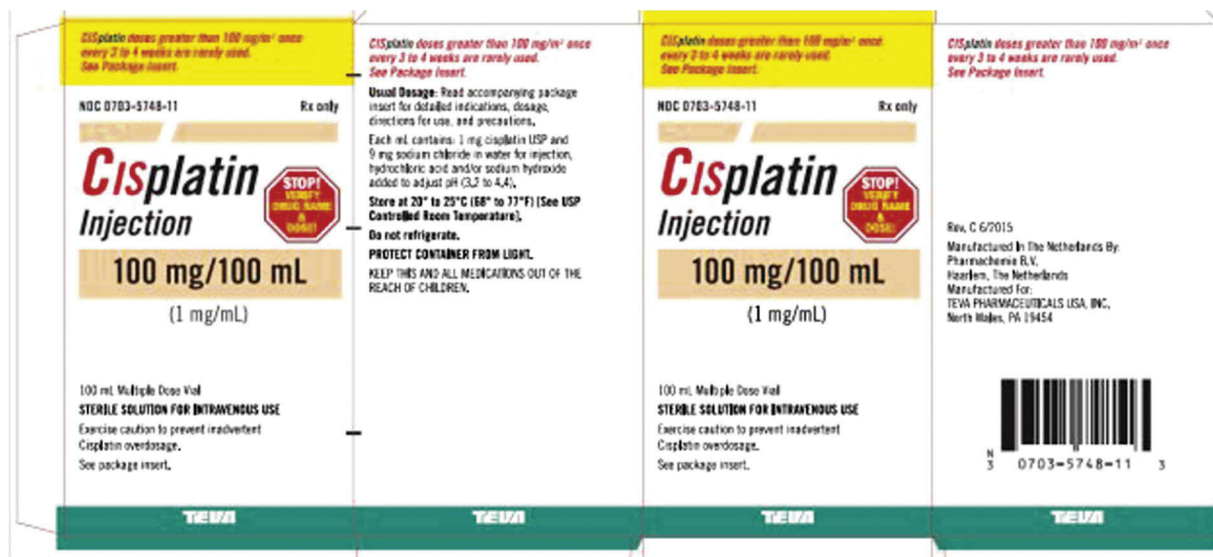 CISplatin doses greater than 100 mg/m² once
every 3 to 4 weeks are rarely used.
See Package Insert.
NDC 0703-5748-11 Rx only
CISplatin
Injection
STOP!
VERIFY
DRUG NAME
&
DOSE!
100 mg/100 mL
(1 mg/mL)
100 mL Multiple Dose Vial
STERILE SOLUTION FOR INTRAVENOUS USE
Exercise caution to prevent inadvertent
Cisplatin overdosage.
See package insert.
TEVA
CISplatin doses greater than 100 mg/m² once
every 3 to 4 weeks are rarely used.
See Package Insert.
Usual Dosage: Read accompanying package
insert for detailed indications, dosage,
directions for use, and precautions.
Each mL contains: 1 mg cisplatin USP and
9 mg sodium chloride in water for injection,
hydrochloric acid and/or sodium hydroxide
added to adjust pH (3.2 to 4.4).
Store at 20° to 25°C (68° to 77°F) [See USP
Controlled Room Temperature].
Do not refrigerate.
PROTECT CONTAINER FROM LIGHT.
KEEP THIS AND ALL MEDICATIONS OUT OF THE
REACH OF CHILDREN.
TEVA
CISplatin doses greater than 100 mg/m² once
every 3 to 4 weeks are rarely used.
See Package Insert.
NDC 0703-5748-11 Rx only
CISplatin
Injection
STOP!
VERIFY
DRUG NAME
&
DOSE!
100 mg/100 mL
(1 mg/mL)
100 mL Multiple Dose Vial
STERILE SOLUTION FOR INTRAVENOUS USE
Exercise caution to prevent inadvertent
Cisplatin overdosage.
See package insert.
TEVA
CISplatin doses greater than 100 mg/m² once
every 3 to 4 weeks are rarely used.
See Package Insert.
Rev. C 6/2015
Manufactured In The Netherlands By:
Pharmachemie B.V.
Haarlem, The Netherlands
Manufactured For:
TEVA PHARMACEUTICALS USA, INC.
North Wales, PA 19454
N
3 0703-5748-11 3
TEVA